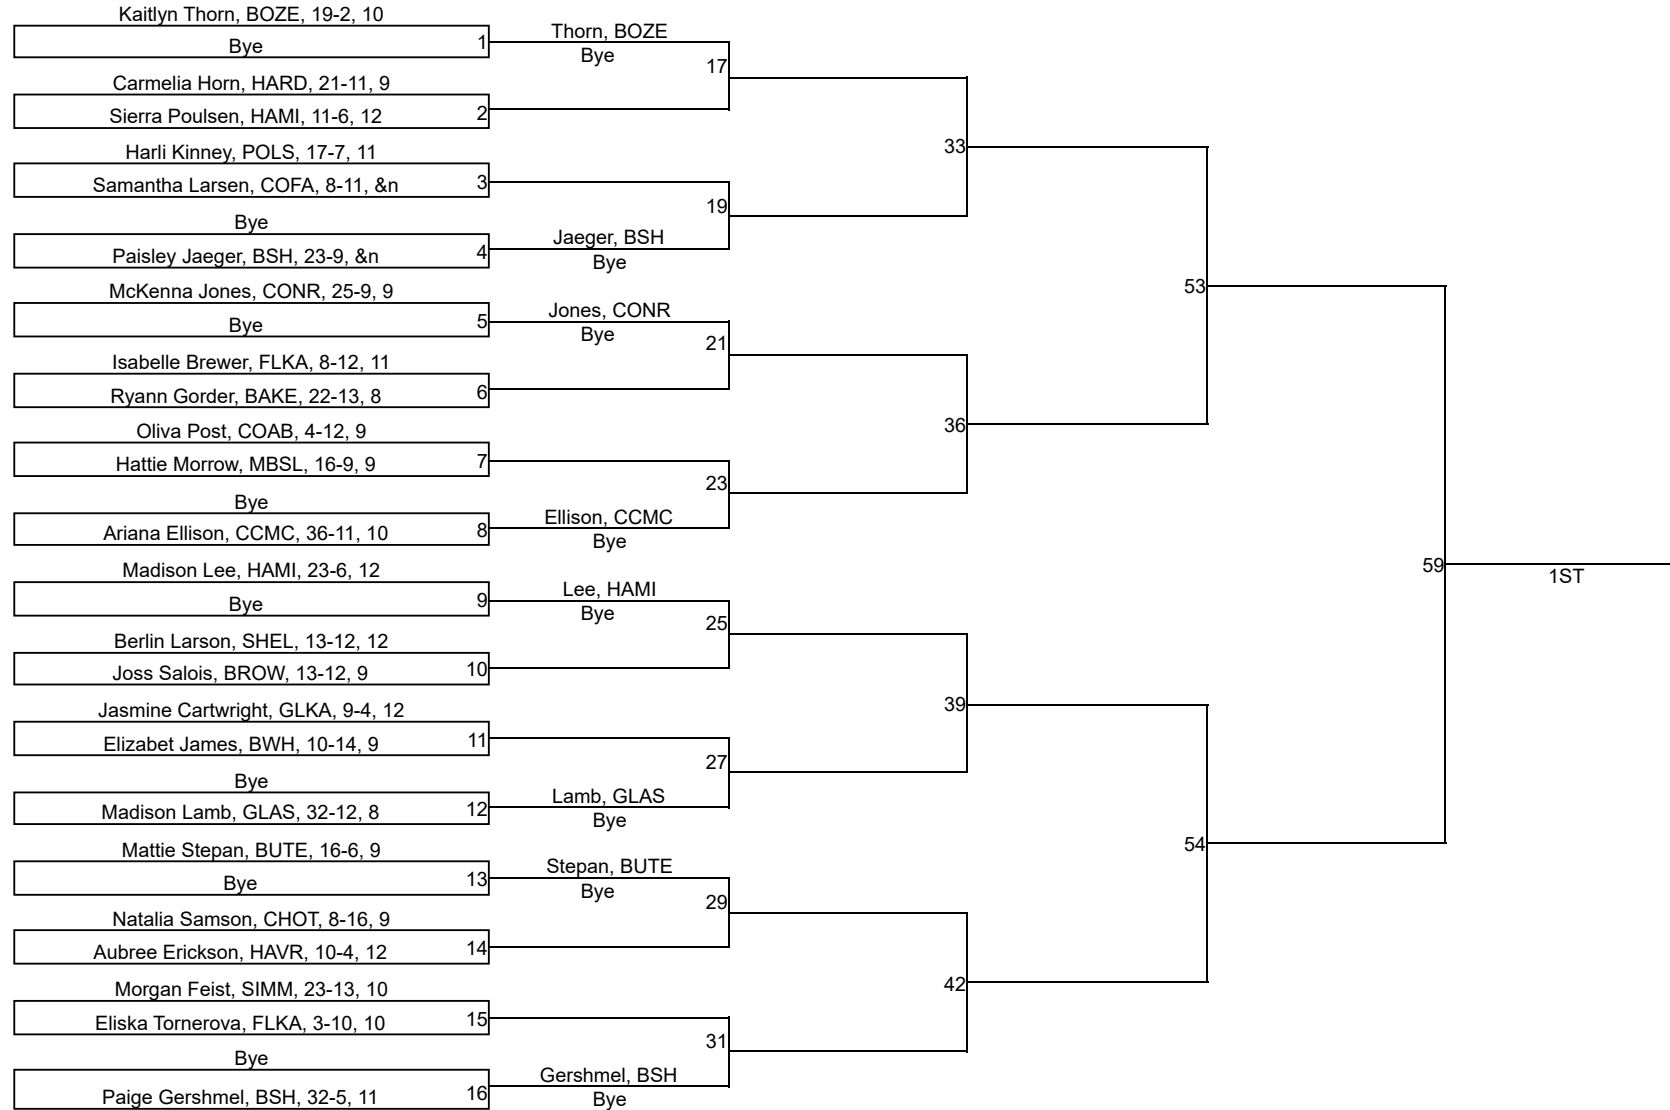 Kaitlyn Thorn, BOZE, 19-2, 10
Bye
1
Carmelia Horn, HARD, 21-11, 9
Sierra Poulsen, HAMI, 11-6, 12
2
Harli Kinney, POLS, 17-7, 11
Samantha Larsen, COFA, 8-11, &n
3
Bye
Paisley Jaeger, BSH, 23-9, &n
4
McKenna Jones, CONR, 25-9, 9
Bye
5
Isabelle Brewer, FLKA, 8-12, 11
Ryann Gorder, BAKE, 22-13, 8
6
Oliva Post, COAB, 4-12, 9
Hattie Morrow, MBSL, 16-9, 9
7
Bye
Ariana Ellison, CCMC, 36-11, 10
8
Madison Lee, HAMI, 23-6, 12
Bye
9
Berlin Larson, SHEL, 13-12, 12
Joss Salois, BROW, 13-12, 9
10
Jasmine Cartwright, GLKA, 9-4, 12
Elizabet James, BWH, 10-14, 9
11
Bye
Madison Lamb, GLAS, 32-12, 8
12
Mattie Stepan, BUTE, 16-6, 9
Bye
13
Natalia Samson, CHOT, 8-16, 9
Aubree Erickson, HAVR, 10-4, 12
14
Morgan Feist, SIMM, 23-13, 10
Eliska Tornerova, FLKA, 3-10, 10
15
Bye
Paige Gershmel, BSH, 32-5, 11
16
Thorn, BOZE
Bye
17
19
Jaeger, BSH
Bye
Jones, CONR
Bye
21
23
Ellison, CCMC
Bye
Lee, HAMI
Bye
25
27
Lamb, GLAS
Bye
Stepan, BUTE
Bye
29
31
Gershmel, BSH
Bye
33
36
39
42
53
54
59
1ST